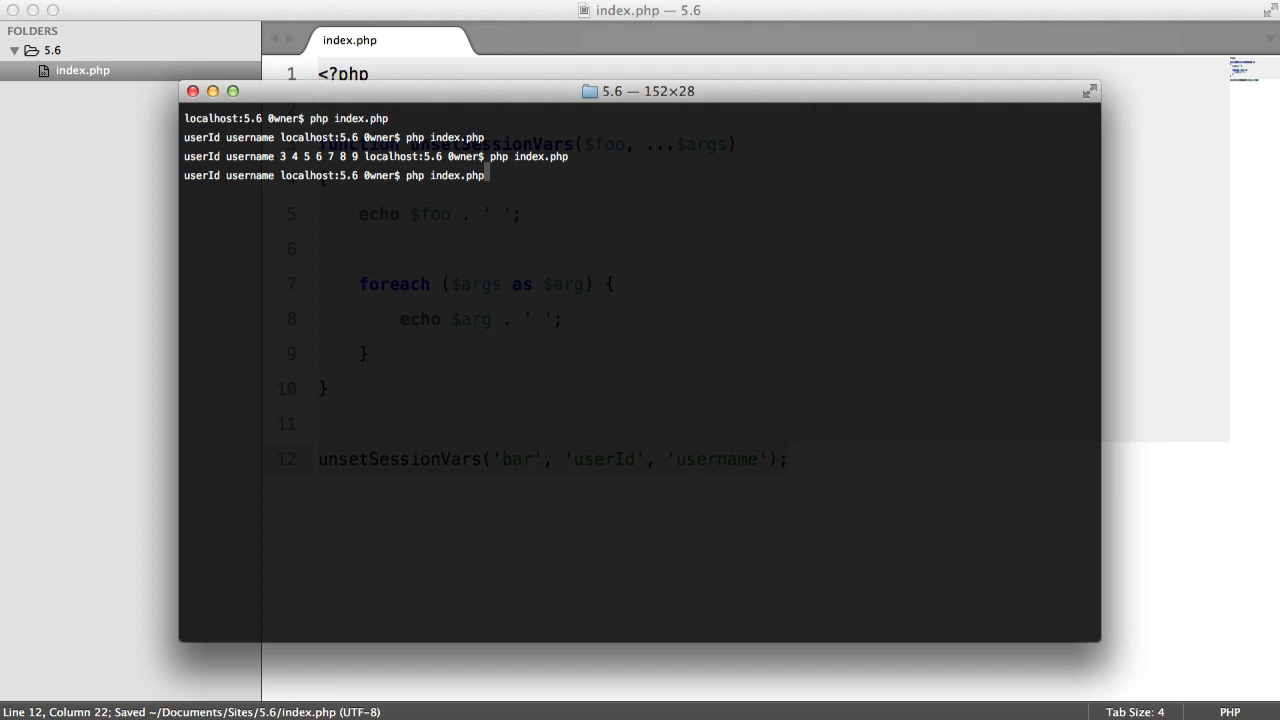 index.php — 5.6
FOLDERS
5.6
index.php
index.php
1 <?php
5.6 — 152×28
localhost:5.6 0wner$ php index.php
userId username localhost:5.6 0wner$ php index.php
userId username 3 4 5 6 7 8 9 localhost:5.6 0wner$ php index.php
userId username localhost:5.6 0wner$ php index.php
function unsetSessionVars($foo, ...$args)
{
5 echo $foo . ' ';
6
7 foreach ($args as $arg) {
8 echo $arg . ' ';
9 }
10 }
11
12 unsetSessionVars('bar', 'userId', 'username');
Line 12, Column 22; Saved ~/Documents/Sites/5.6/index.php (UTF-8)
Tab Size: 4
PHP